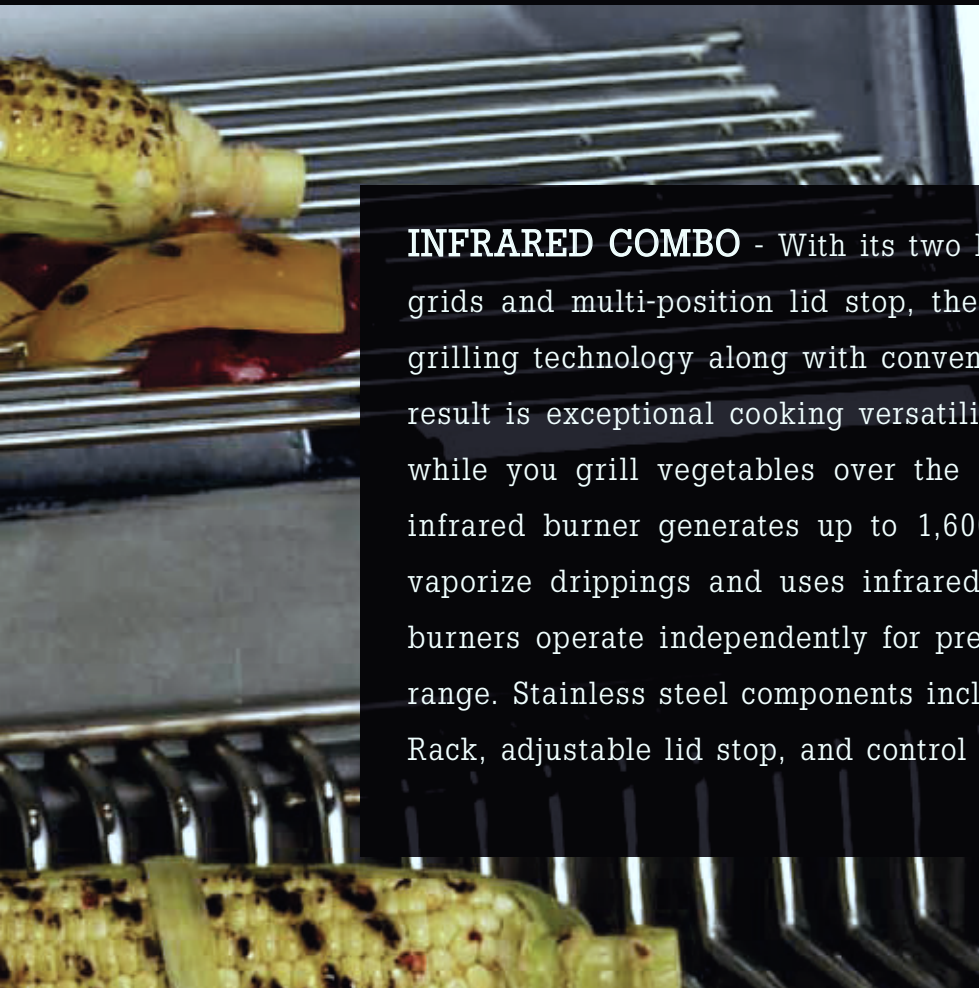 INFRARED COMBO - With its two
grids and multi-position lid stop, the
grilling technology along with conven
result is exceptional cooking versatili
while you grill vegetables over the
infrared burner generates up to 1,60
vaporize drippings and uses infrared
burners operate independently for pre
range. Stainless steel components incl
Rack, adjustable lid stop, and control